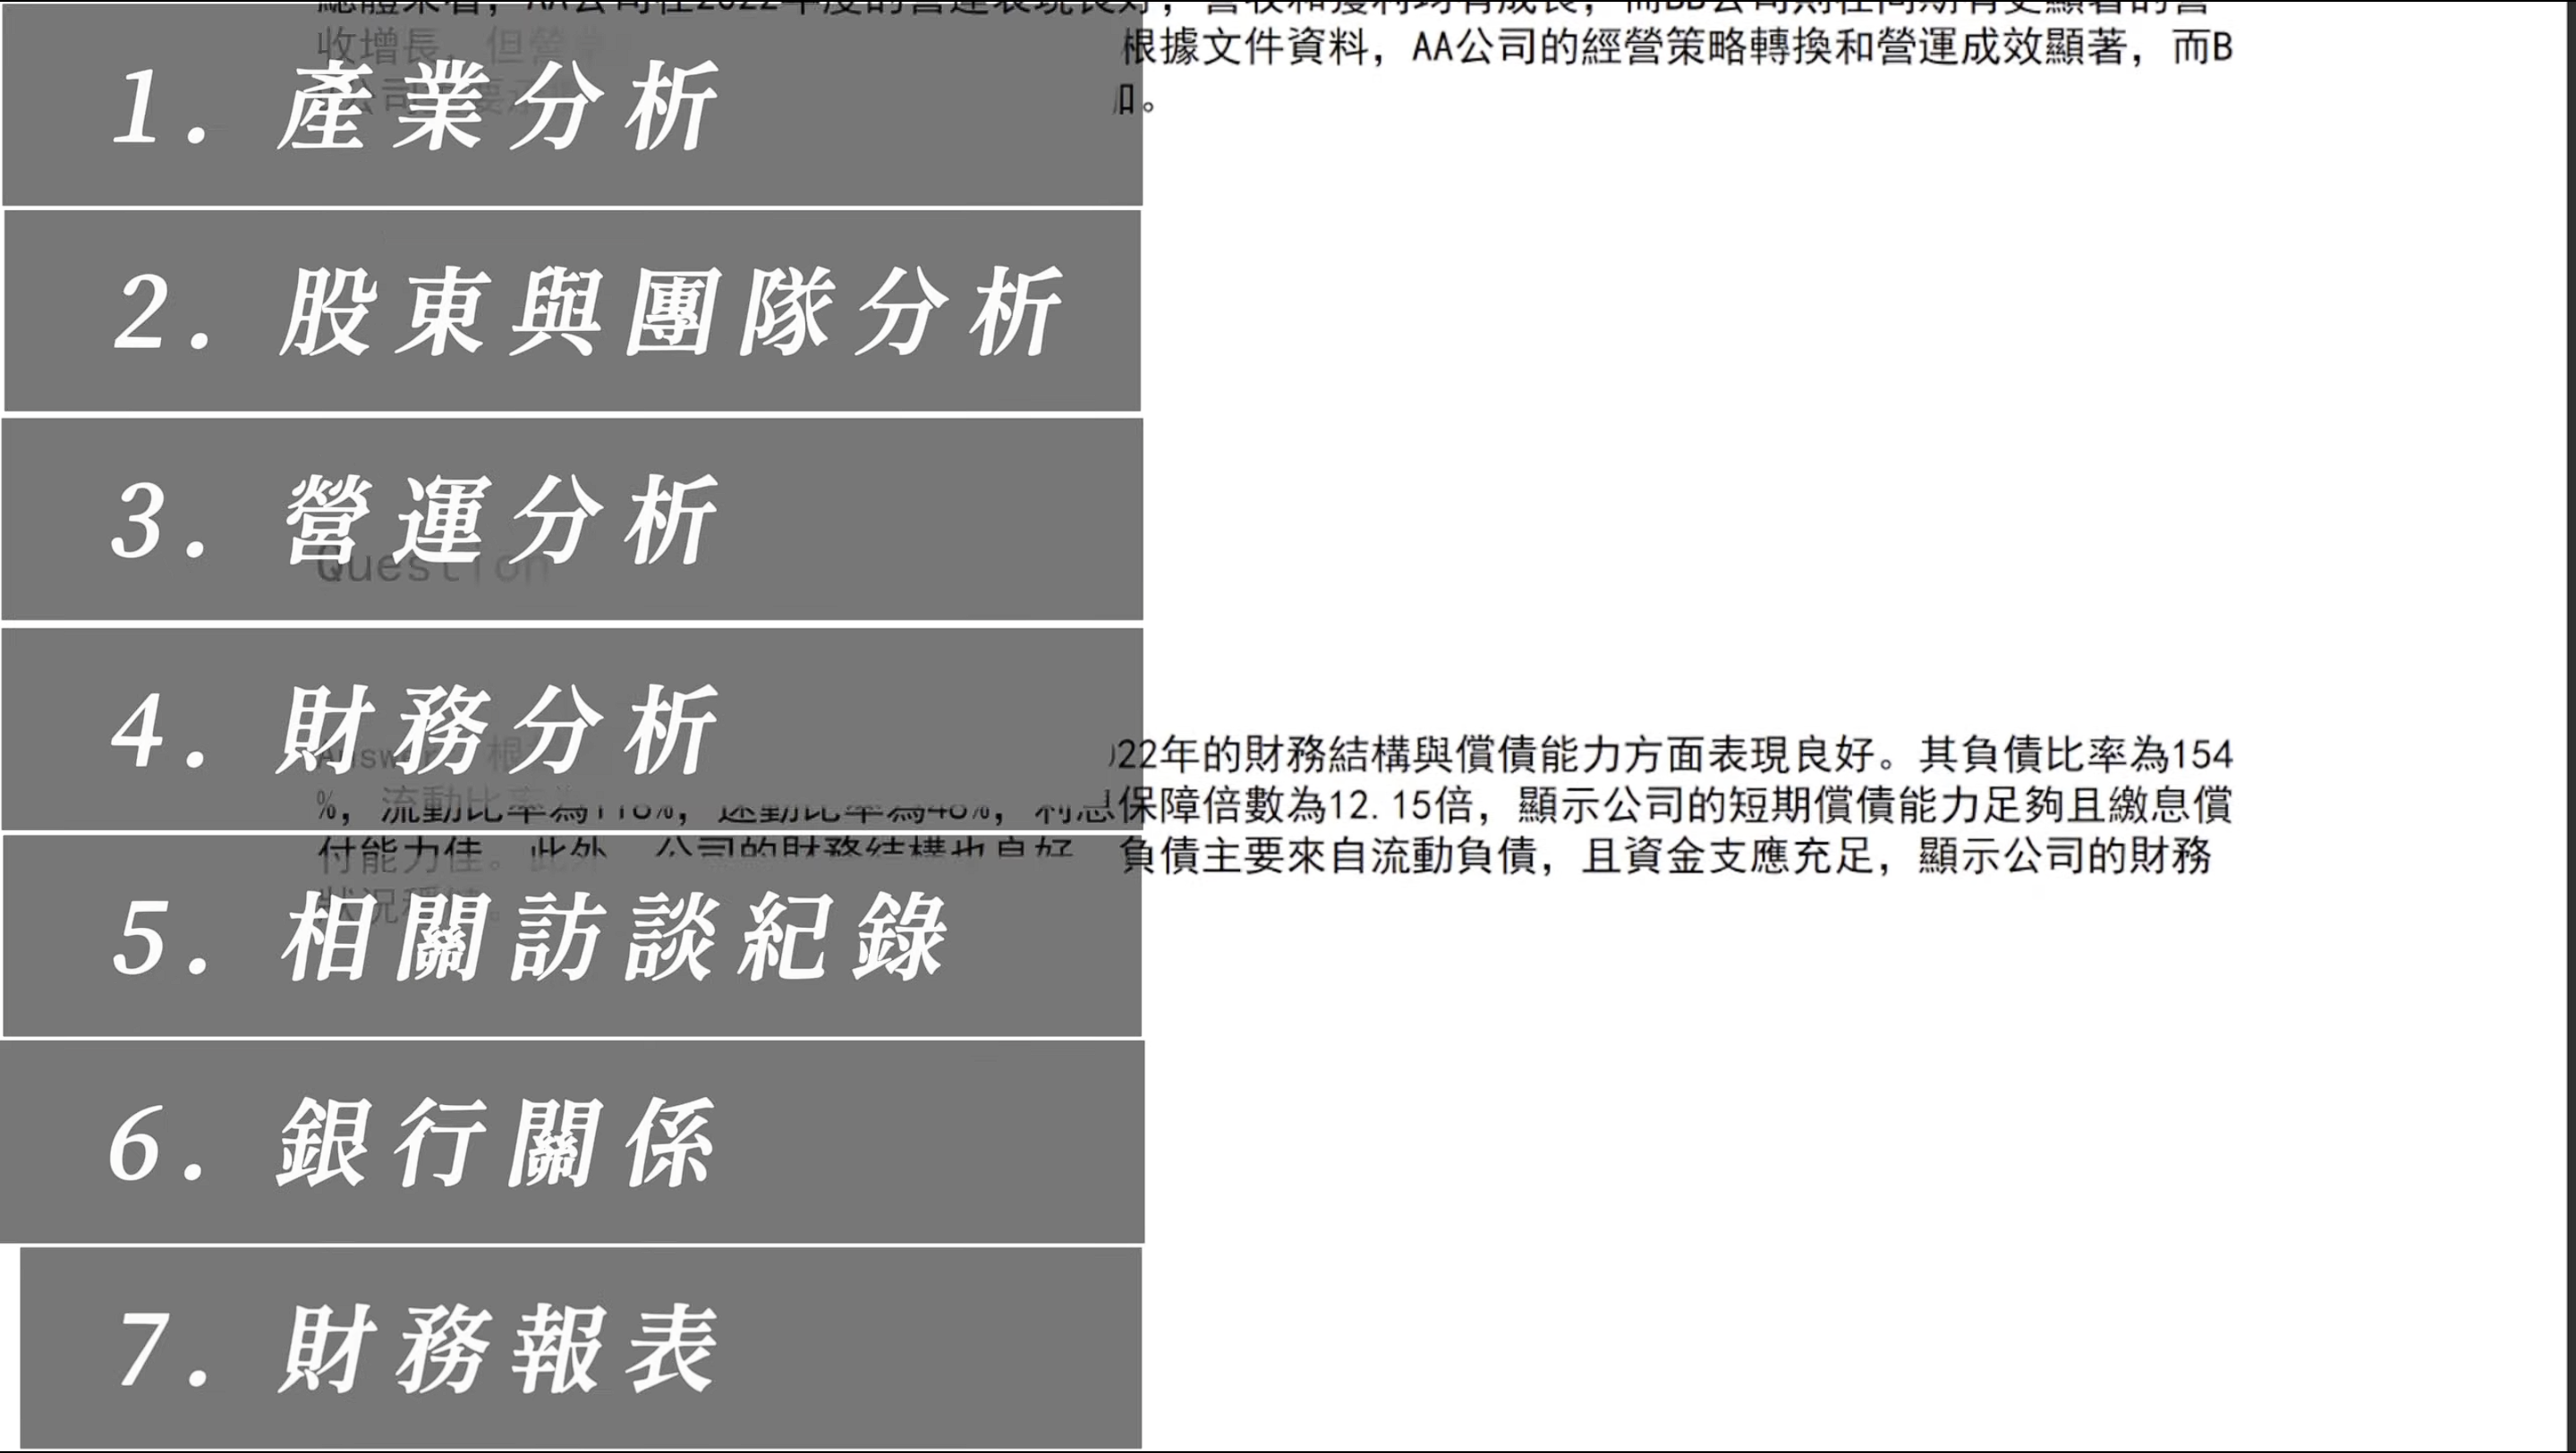 1. 產業分析
2. 股東與團隊分析
3. 營運分析
4. 財務分析
5. 相關訪談紀錄
6. 銀行關係
7. 財務報表
總體來看，AA公司在2022年度的營運表現良好，營收和獲利均有成長，而BB公司則在同期有更顯著的營
收增長，但營
根據文件資料，AA公司的經營策略轉換和營運成效顯著，而B
公司
加。
Question
Answer 根
022年的財務結構與償債能力方面表現良好。其負債比率為154
%，流動比率為118%，速動比率為48%，利息保障倍數為12.15倍，顯示公司的短期償債能力足夠且繳息償
付能力佳。此外，公司的財務結構也良好，負債主要來自流動負債，且資金支應充足，顯示公司的財務
狀況穩健。